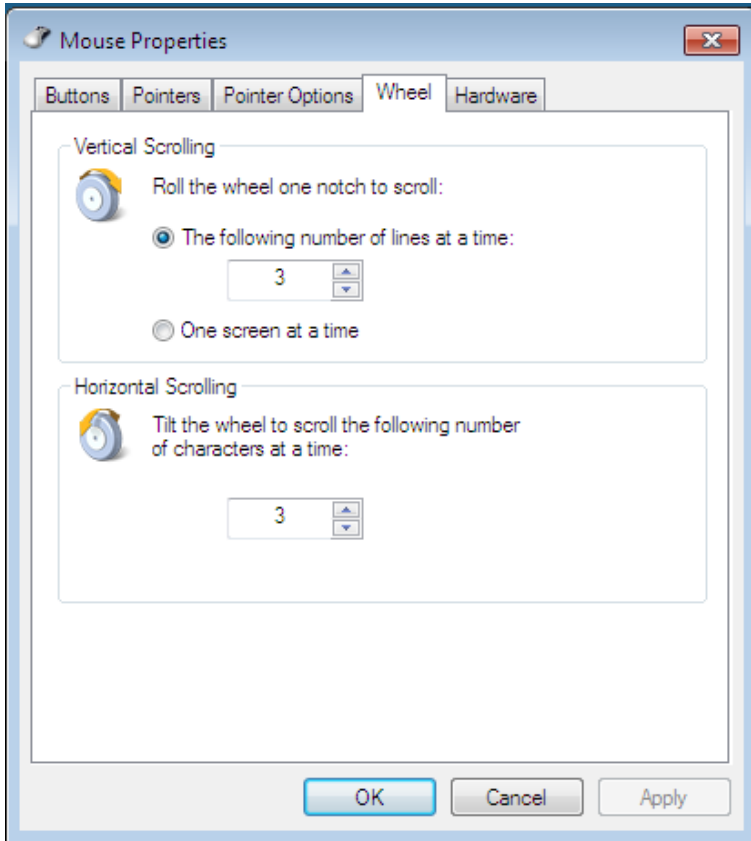 Mouse Properties
Buttons Pointers Pointer Options Wheel Hardware
Vertical Scrolling
Roll the wheel one notch to scroll:
The following number of lines at a time:
3
One screen at a time
Horizontal Scrolling
Tilt the wheel to scroll the following number
of characters at a time:
3
OK Cancel Apply